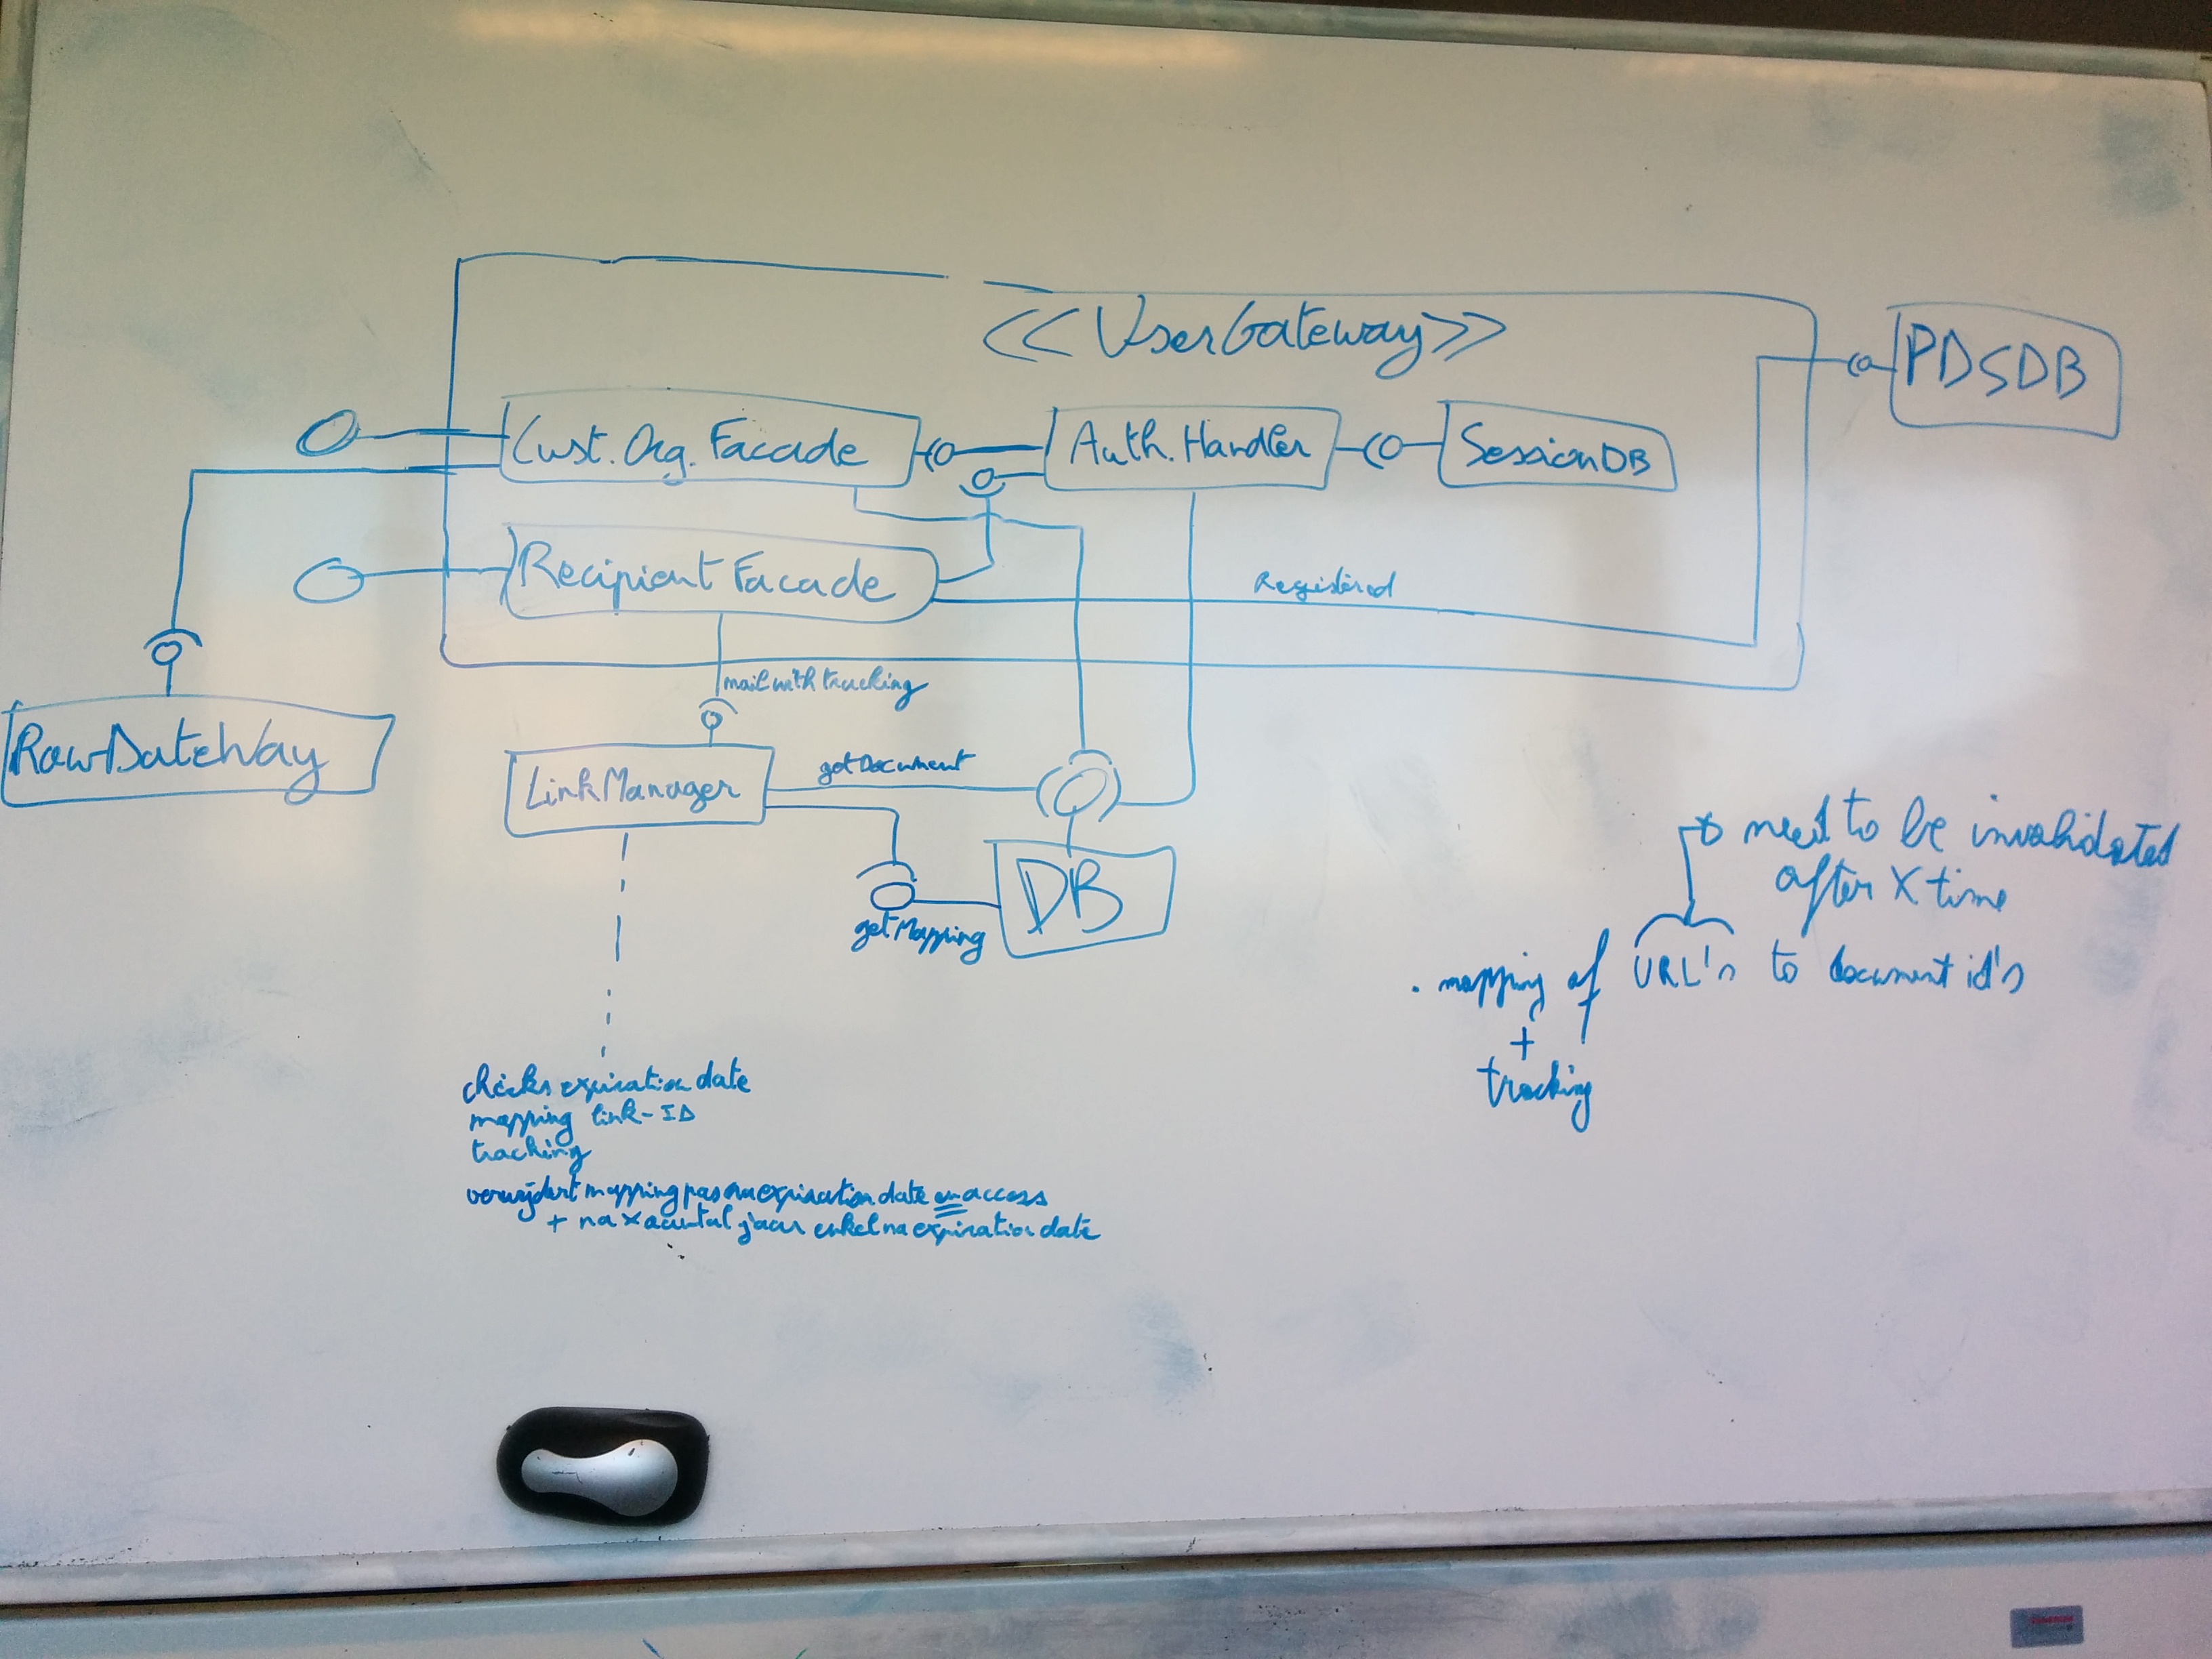 <<UserGateway>>
PDSDB
Cust. Org. Facade
Auth. Handler
SessionDB
Recipient Facade
Registered
mail with tracking
RawDateWay
LinkManager
getDocument
DB
getMapping
need to be invalidated
after X time
. mapping of URL's to document id's
+
tracking
checks expiration date
mapping link-ID
tracking
verwijdert mapping pas na expiration date en access
+ na x aantal jaar enkel na expiration date